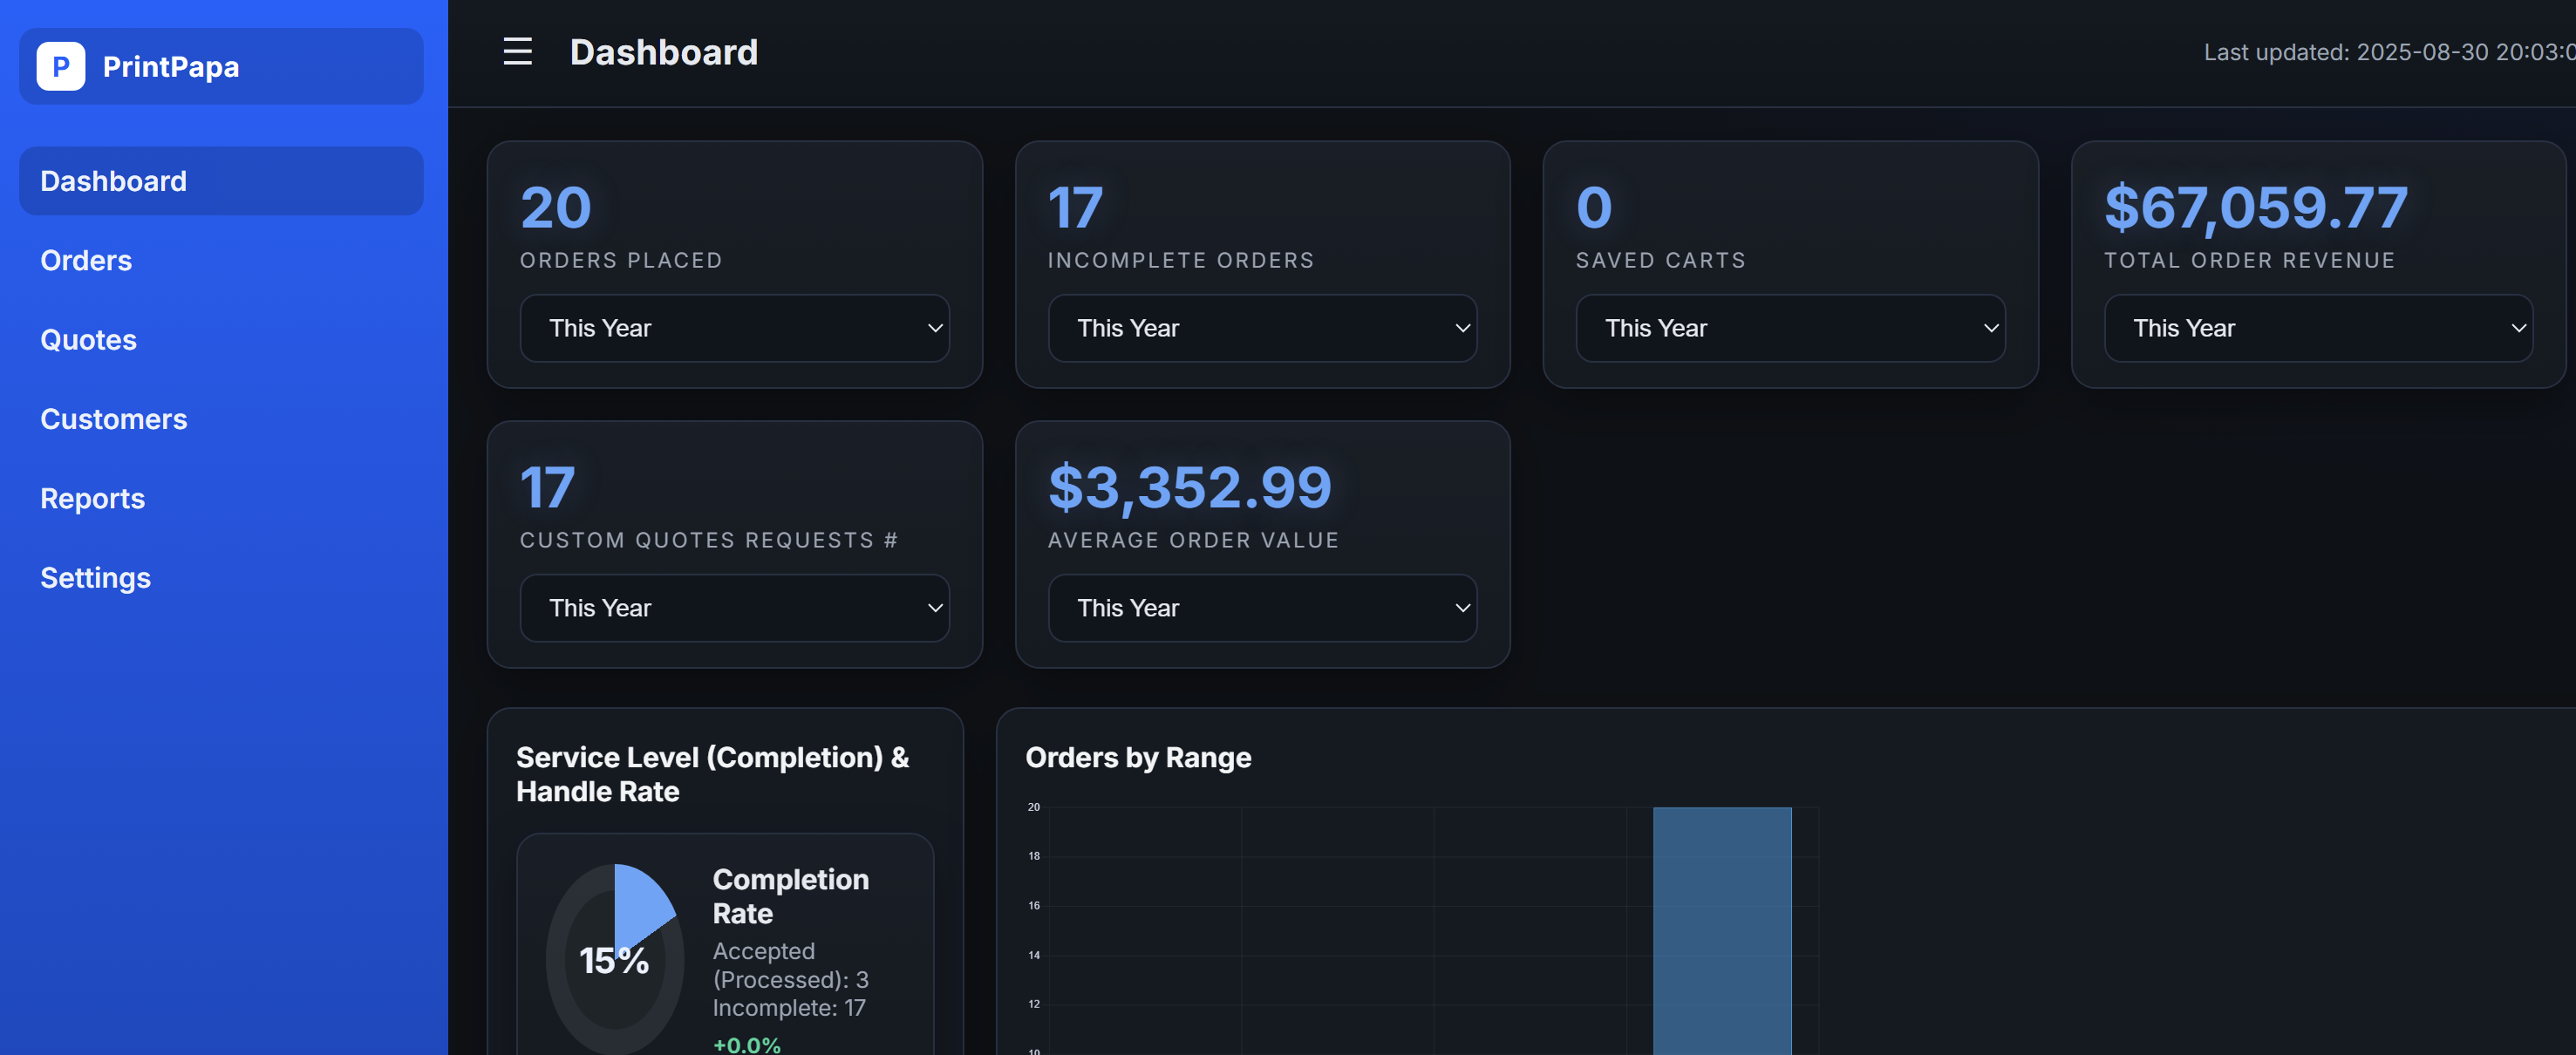 P PrintPapa
Dashboard
Orders
Quotes
Customers
Reports
Settings
☰ Dashboard
Last updated: 2025-08-30 20:03:0
20
ORDERS PLACED
This Year
17
INCOMPLETE ORDERS
This Year
0
SAVED CARTS
This Year
$67,059.77
TOTAL ORDER REVENUE
This Year
17
CUSTOM QUOTES REQUESTS #
This Year
$3,352.99
AVERAGE ORDER VALUE
This Year
Service Level (Completion) &
Handle Rate
15%
Completion
Rate
Accepted
(Processed): 3
Incomplete: 17
+0.0%
Orders by Range
20
18
16
14
12
10